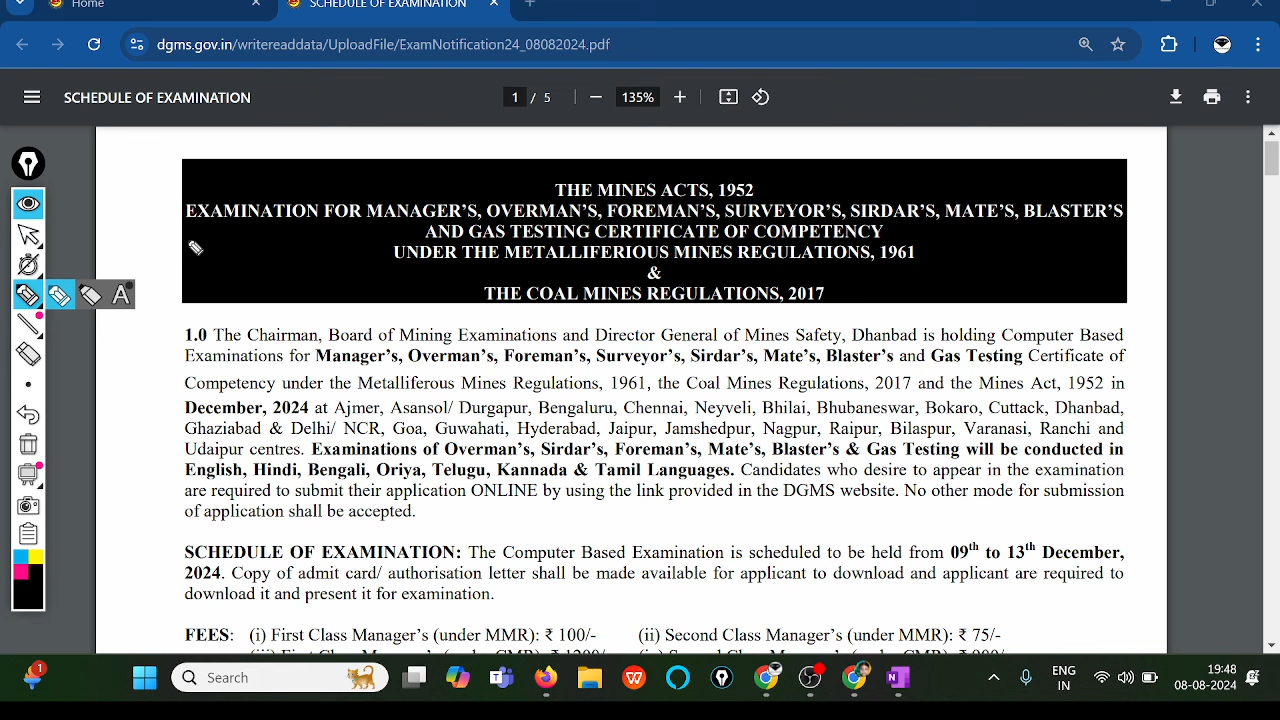 Home
SCHEDULE OF EXAMINATION
dgms.gov.in/writereaddata/UploadFile/ExamNotification24_08082024.pdf
SCHEDULE OF EXAMINATION
1 / 5
135%
THE MINES ACTS, 1952
EXAMINATION FOR MANAGER'S, OVERMAN'S, FOREMAN'S, SURVEYOR'S, SIRDAR'S, MATE'S, BLASTER'S
AND GAS TESTING CERTIFICATE OF COMPETENCY
UNDER THE METALLIFERIOUS MINES REGULATIONS, 1961
&
THE COAL MINES REGULATIONS, 2017
A
1.0 The Chairman, Board of Mining Examinations and Director General of Mines Safety, Dhanbad is holding Computer Based
Examinations for Manager's, Overman's, Foreman's, Surveyor's, Sirdar's, Mate's, Blaster's and Gas Testing Certificate of
Competency under the Metalliferous Mines Regulations, 1961, the Coal Mines Regulations, 2017 and the Mines Act, 1952 in
December, 2024 at Ajmer, Asansol/ Durgapur, Bengaluru, Chennai, Neyveli, Bhilai, Bhubaneswar, Bokaro, Cuttack, Dhanbad,
Ghaziabad & Delhi/ NCR, Goa, Guwahati, Hyderabad, Jaipur, Jamshedpur, Nagpur, Raipur, Bilaspur, Varanasi, Ranchi and
Udaipur centres. Examinations of Overman's, Sirdar's, Foreman's, Mate's, Blaster's & Gas Testing will be conducted in
English, Hindi, Bengali, Oriya, Telugu, Kannada & Tamil Languages. Candidates who desire to appear in the examination
are required to submit their application ONLINE by using the link provided in the DGMS website. No other mode for submission
of application shall be accepted.
SCHEDULE OF EXAMINATION: The Computer Based Examination is scheduled to be held from 09th to 13th December,
2024. Copy of admit card/ authorisation letter shall be made available for applicant to download and applicant are required to
download it and present it for examination.
FEES: (i) First Class Manager's (under MMR): ₹ 100/- (ii) Second Class Manager's (under MMR): ₹ 75/-
1
Search
ENG
IN
19:48
08-08-2024